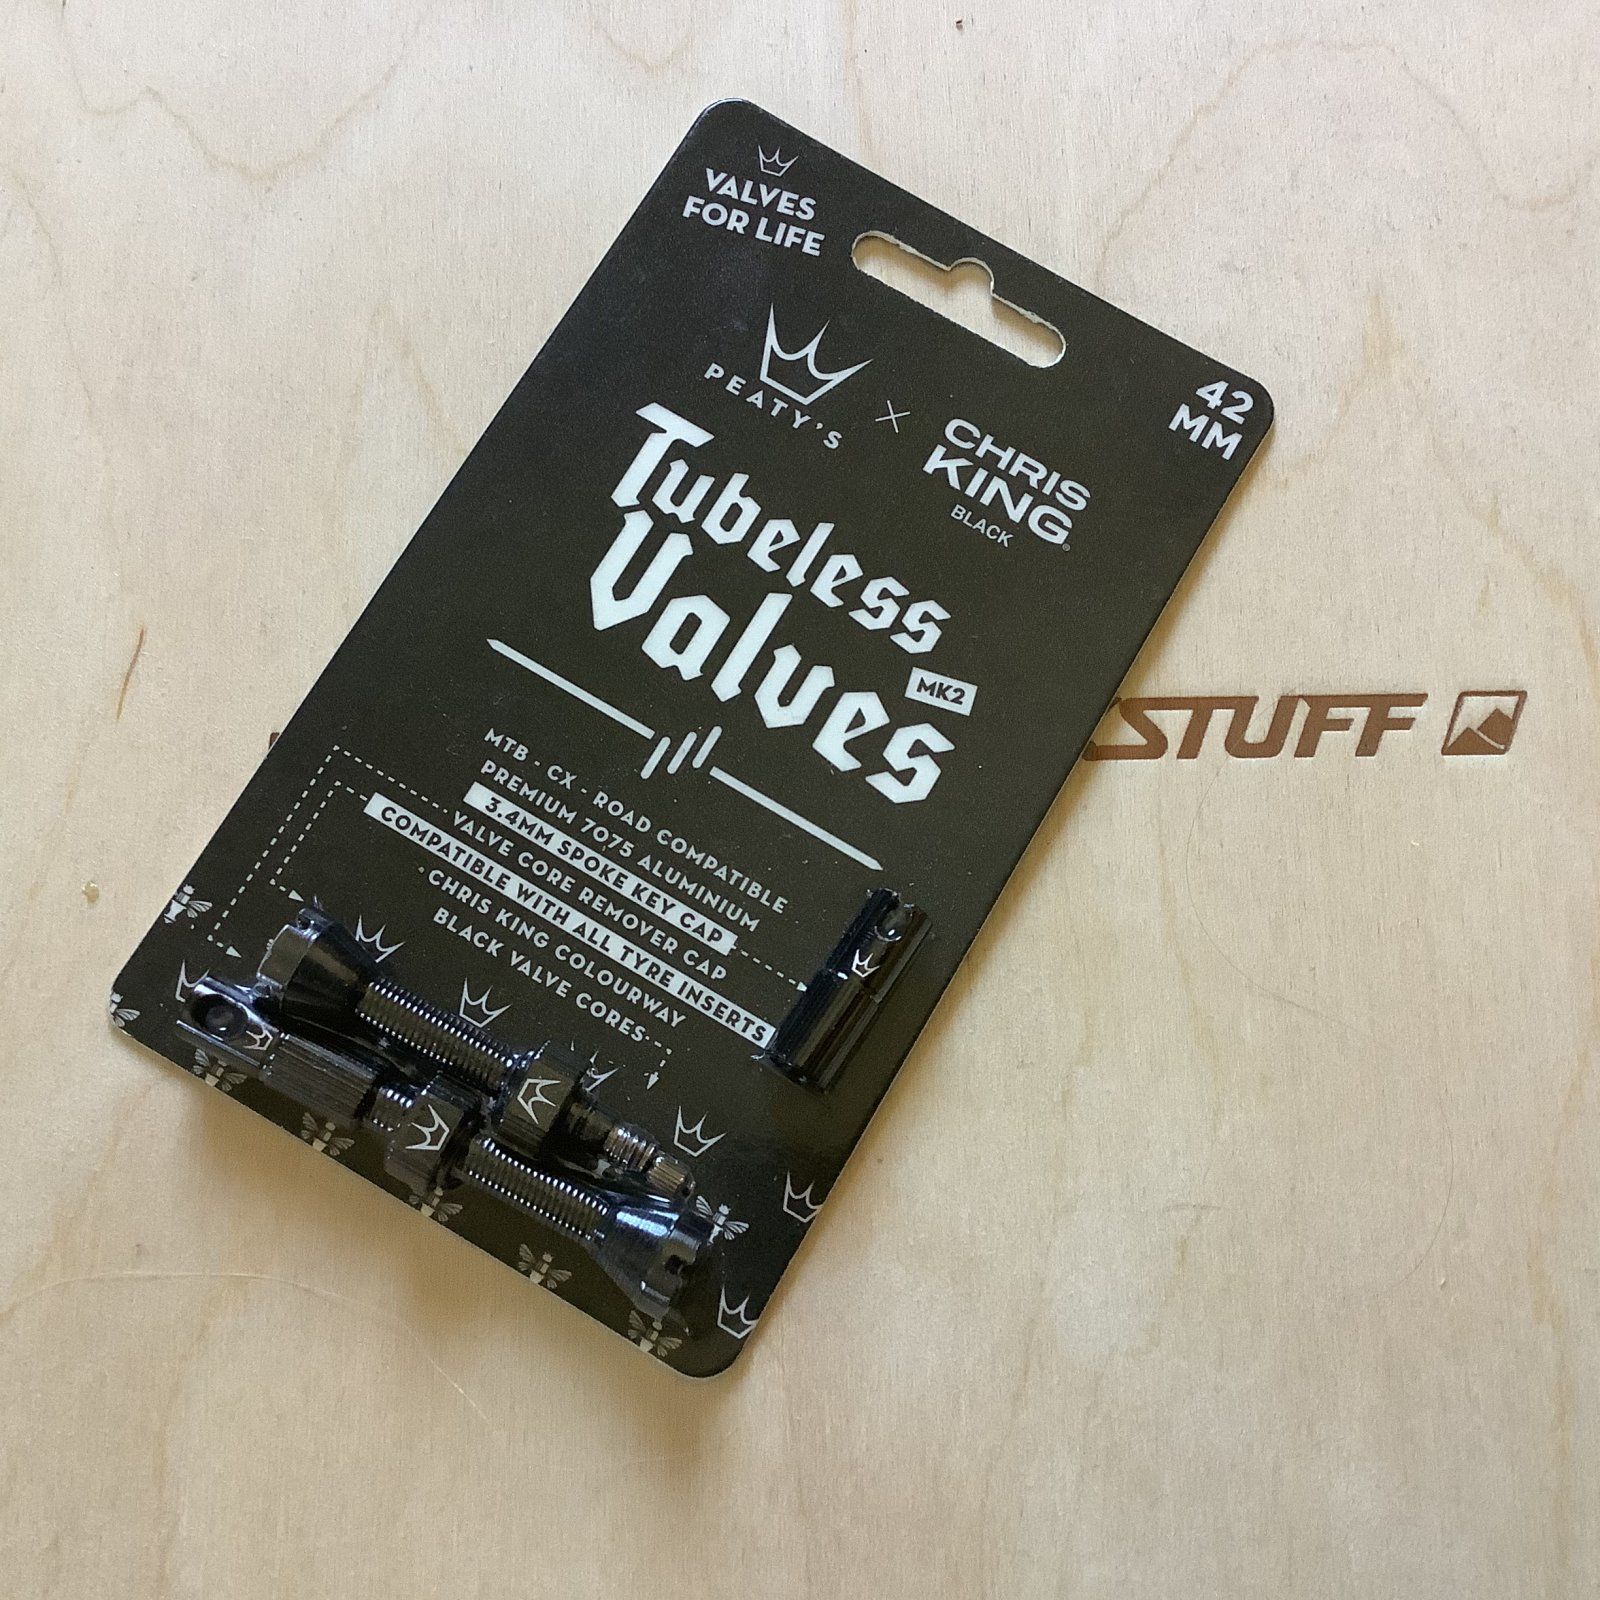 VALVES
FOR LIFE
42
MM
PEATY'S
X
CHRIS
KING®
BLACK
Tubeless
Valves
MK2
MTB - CX - ROAD COMPATIBLE
PREMIUM 7075 ALUMINIUM
3.4MM SPOKE KEY CAP
VALVE CORE REMOVER CAP
COMPATIBLE WITH ALL TYRE INSERTS
CHRIS KING COLOURWAY
BLACK VALVE CORES
STUFF